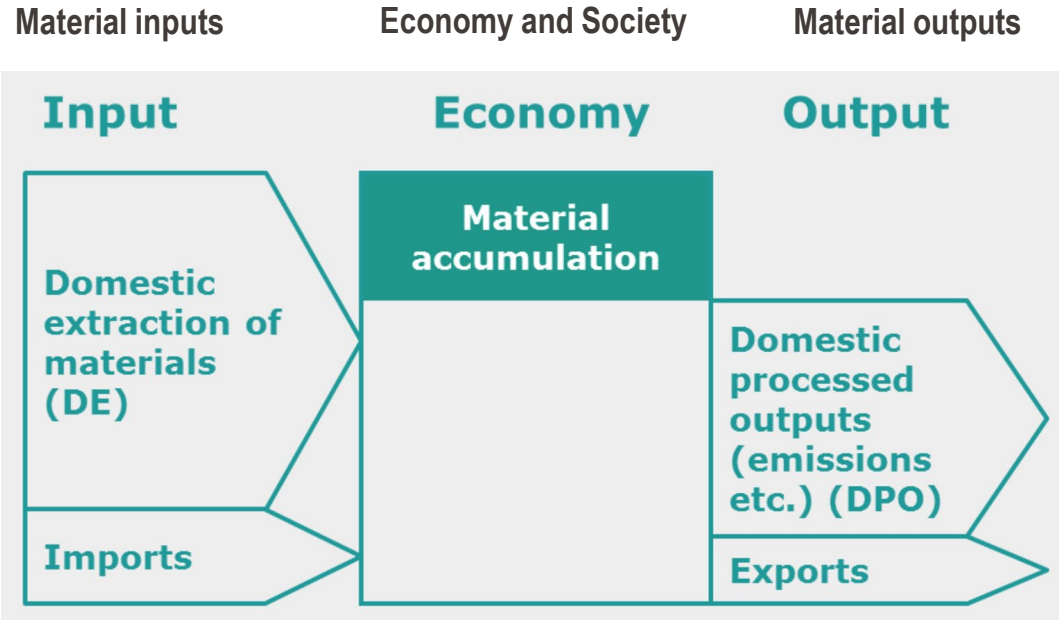 Material inputs
Economy and Society
Material outputs
Input
Economy
Output
Domestic
extraction of
materials
(DE)
Imports
Material
accumulation
Domestic
processed
outputs
(emissions
etc.) (DPO)
Exports